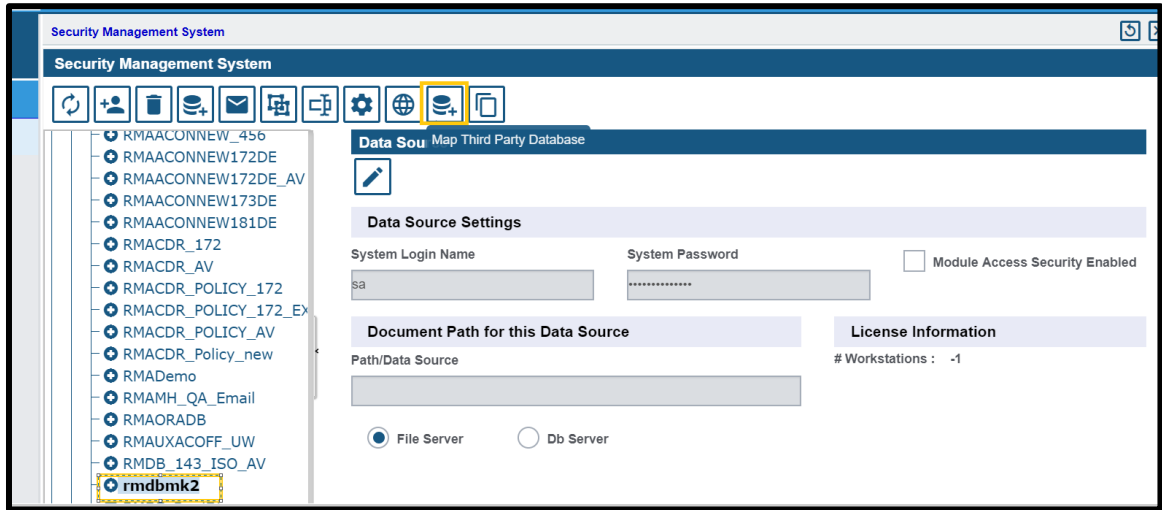 Security Management System
Security Management System
RMAACONNEW_456
Data Sou Map Third Party Database
RMAACONNEW172DE
RMAACONNEW172DE_AV
RMAACONNEW173DE
RMAACONNEW181DE
RMACDR_172
RMACDR_AV
RMACDR_POLICY_172
RMACDR_POLICY_172_EX
RMACDR_POLICY_AV
RMACDR_Policy_new
RMADemo
RMAMH_QA_Email
RMAORADB
RMAUXACOFF_UW
RMDB_143_ISO_AV
rmdbmk2
Data Source Settings
System Login Name
System Password
Module Access Security Enabled
sa
••••••••••••••
Document Path for this Data Source
License Information
Path/Data Source
# Workstations : -1
File Server
Db Server